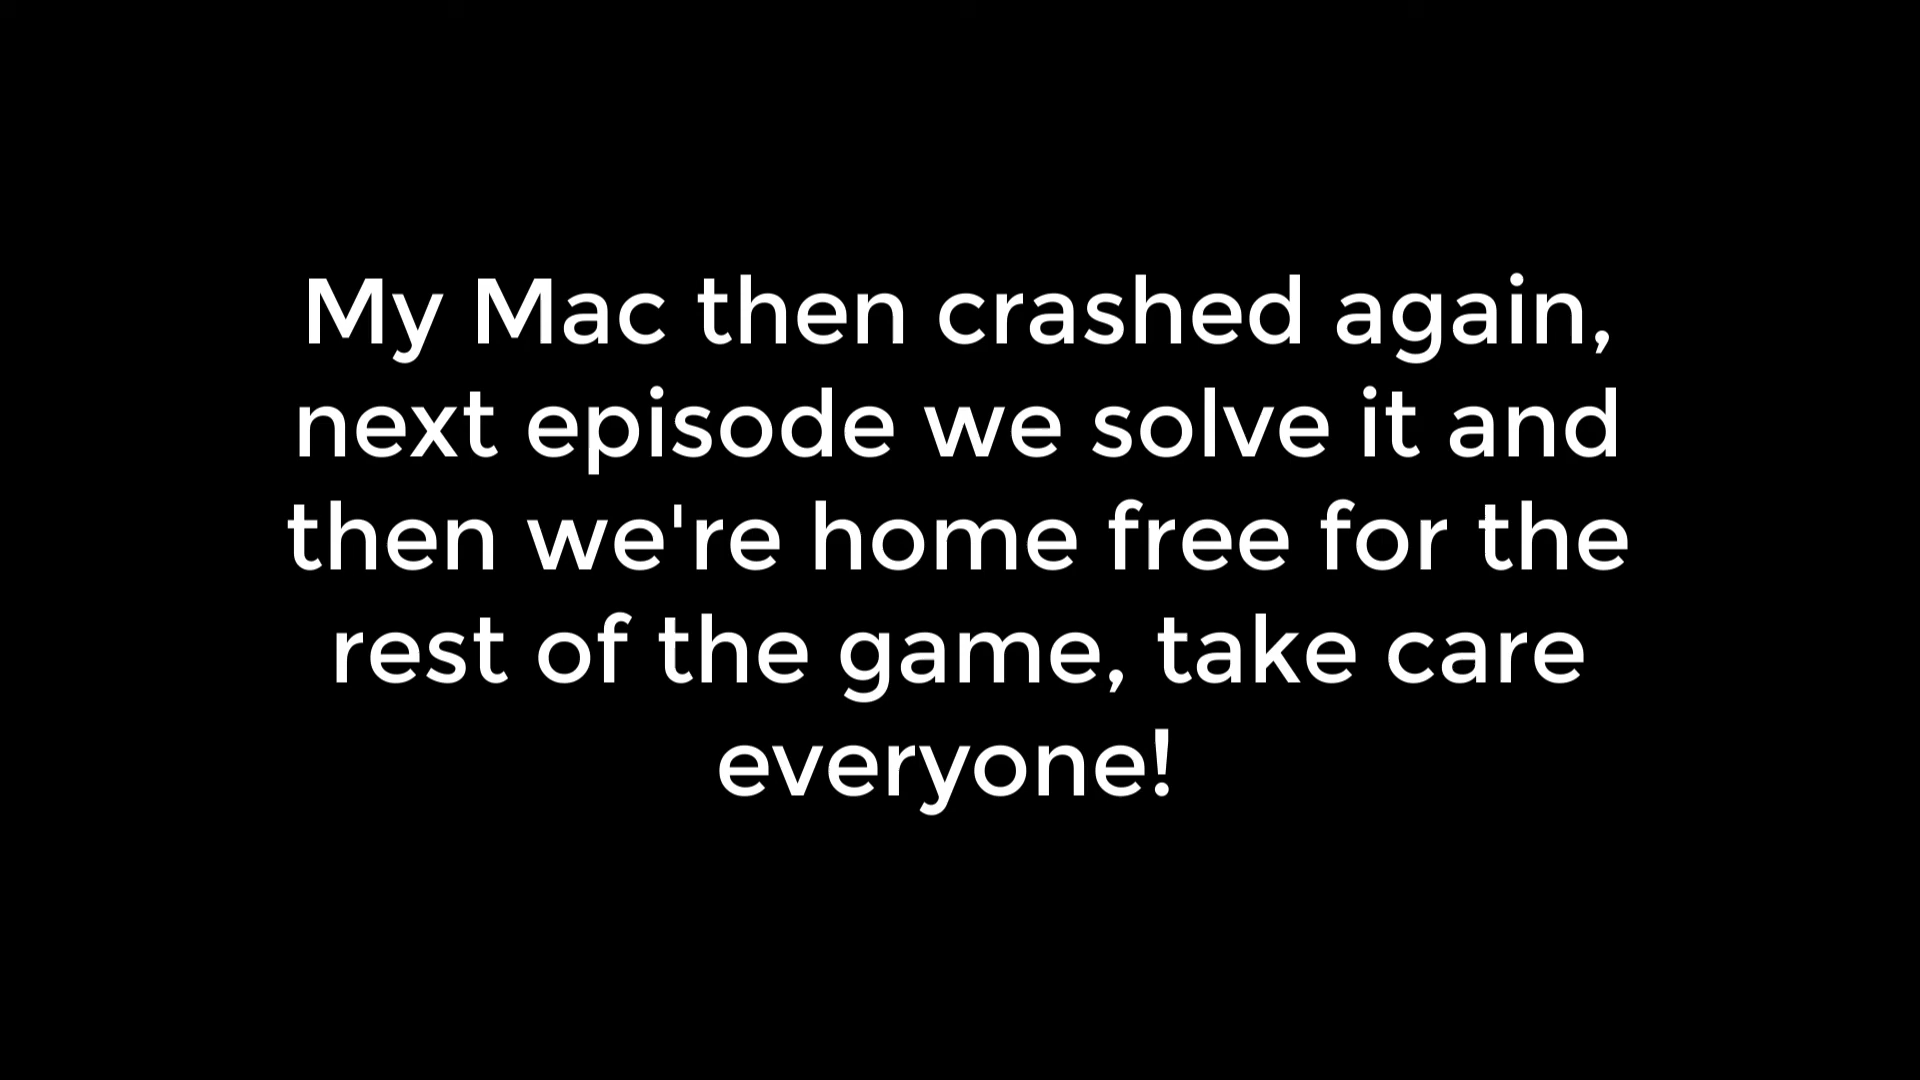 My Mac then crashed again,
next episode we solve it and
then we're home free for the
rest of the game, take care
everyone!